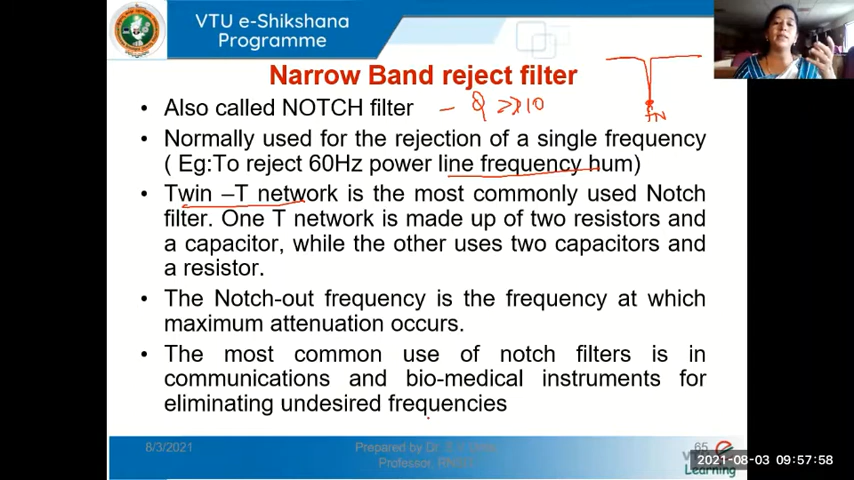 VTU e-Shikshana
Programme
Narrow Band reject filter
• Also called NOTCH filter - Q >>10
fN
• Normally used for the rejection of a single frequency
( Eg:To reject 60Hz power line frequency hum)
• Twin –T network is the most commonly used Notch
filter. One T network is made up of two resistors and
a capacitor, while the other uses two capacitors and
a resistor.
• The Notch-out frequency is the frequency at which
maximum attenuation occurs.
• The most common use of notch filters is in
communications and bio-medical instruments for
eliminating undesired frequencies
8/3/2021
Prepared by Dr.
Professor,
65
2021-08-03 09:57:58
Learning